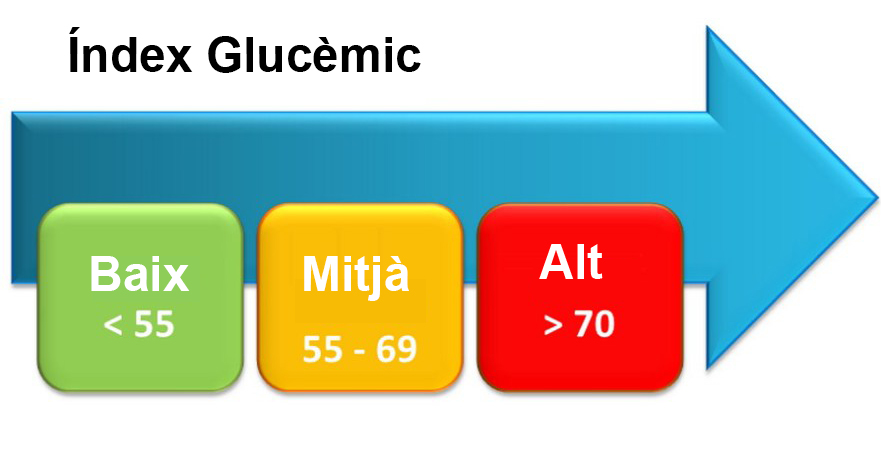 Índex Glucèmic
Baix
< 55
Mitjà
55 - 69
Alt
> 70